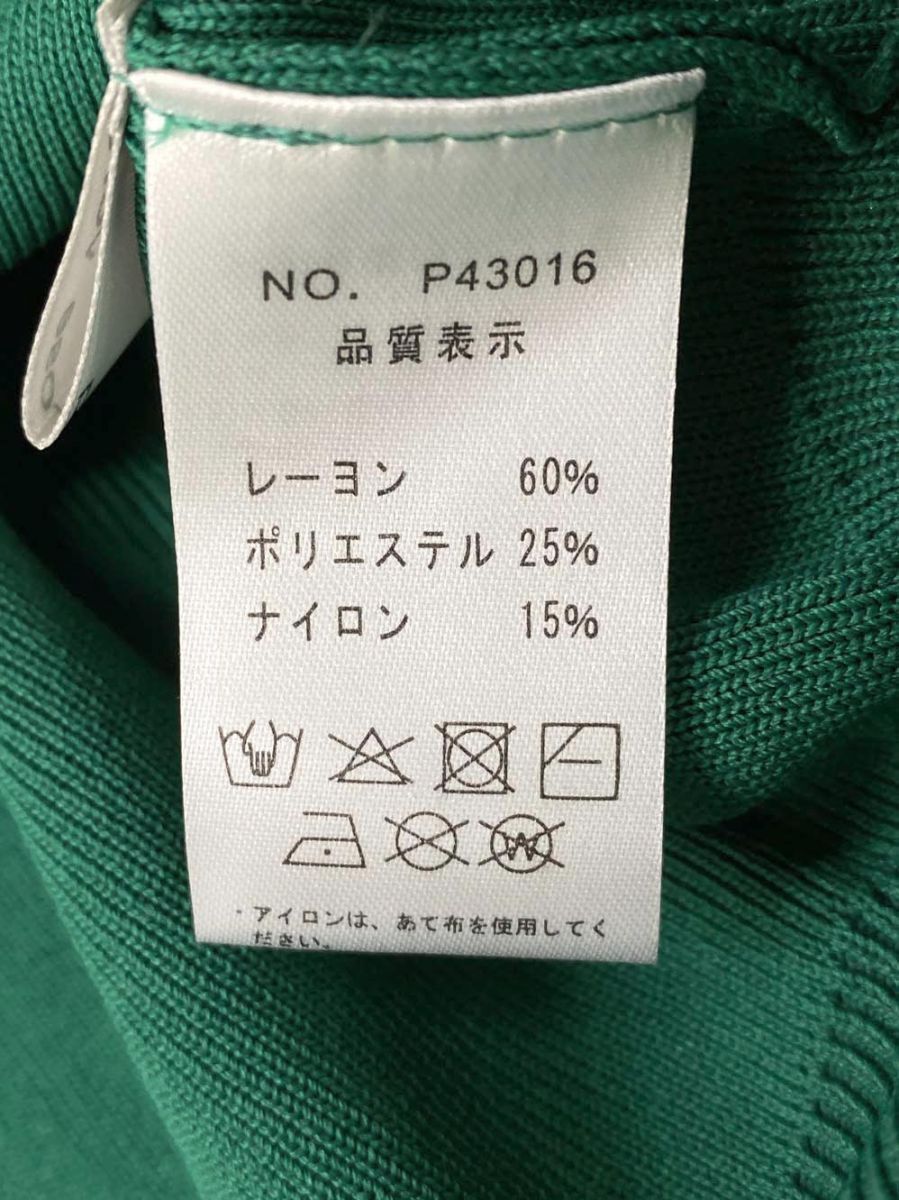 NO. P43016
品質表示
レーヨン 60%
ポリエステル 25%
ナイロン 15%
W
・アイロンは、あて布を使用してく
ださい。